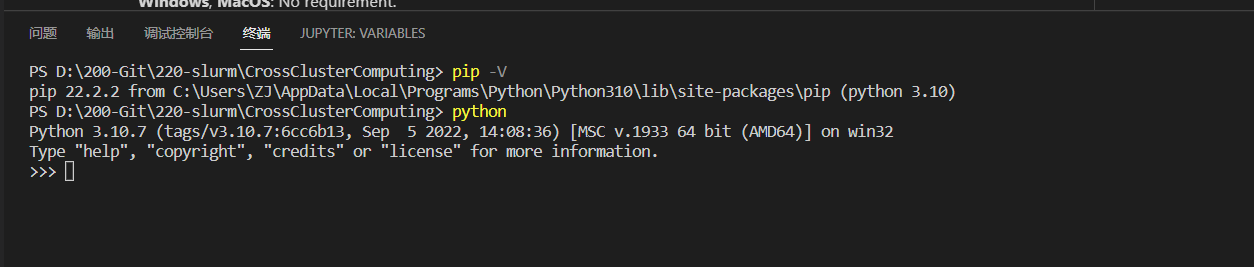 Windows, MacOS: No requirement.
问题 输出 调试控制台 终端 JUPYTER: VARIABLES
PS D:\200-Git\220-slurm\CrossClusterComputing> pip -V
pip 22.2.2 from C:\Users\ZJ\AppData\Local\Programs\Python\Python310\lib\site-packages\pip (python 3.10)
PS D:\200-Git\220-slurm\CrossClusterComputing> python
Python 3.10.7 (tags/v3.10.7:6cc6b13, Sep  5 2022, 14:08:36) [MSC v.1933 64 bit (AMD64)] on win32
Type "help", "copyright", "credits" or "license" for more information.
>>>